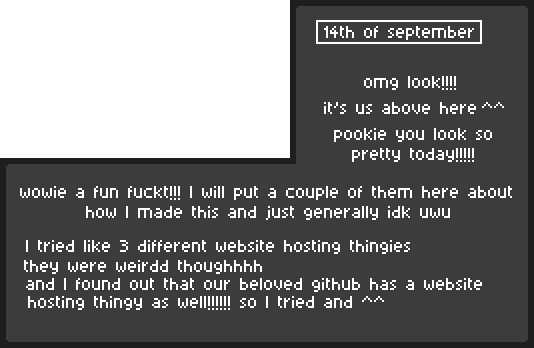 14th of september
omg look!!!!
it's us above here ^^
pookie you look so
pretty today!!!!!
wowie a fun fuckt!!! I will put a couple of them here about
how I made this and just generally idk uwu
I tried like 3 different website hosting thingies
they were weirdd thoughhhh
and I found out that our beloved github has a website
hosting thingy as well!!!!!! so I tried and ^^